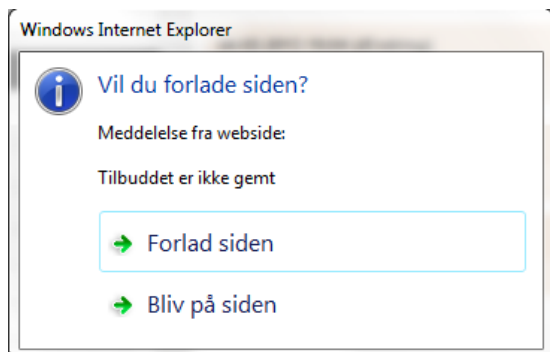 Windows Internet Explorer
Vil du forlade siden?
Meddelelse fra webside:
Tilbuddet er ikke gemt
Forlad siden
Bliv på siden